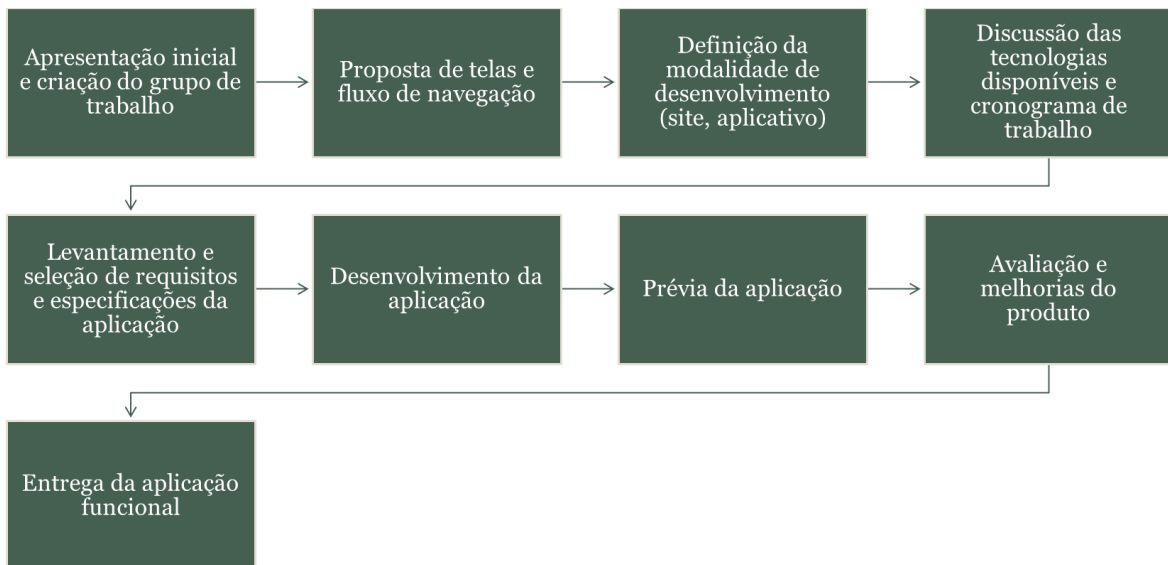 Apresentação inicial
e criação do grupo de
trabalho
Proposta de telas e
fluxo de navegação
Definição da
modalidade de
desenvolvimento
(site, aplicativo)
Discussão das
tecnologias
disponíveis e
cronograma de
trabalho
Levantamento e
seleção de requisitos
e especificações da
aplicação
Desenvolvimento da
aplicação
Prévia da aplicação
Avaliação e
melhorias do
produto
Entrega da aplicação
funcional